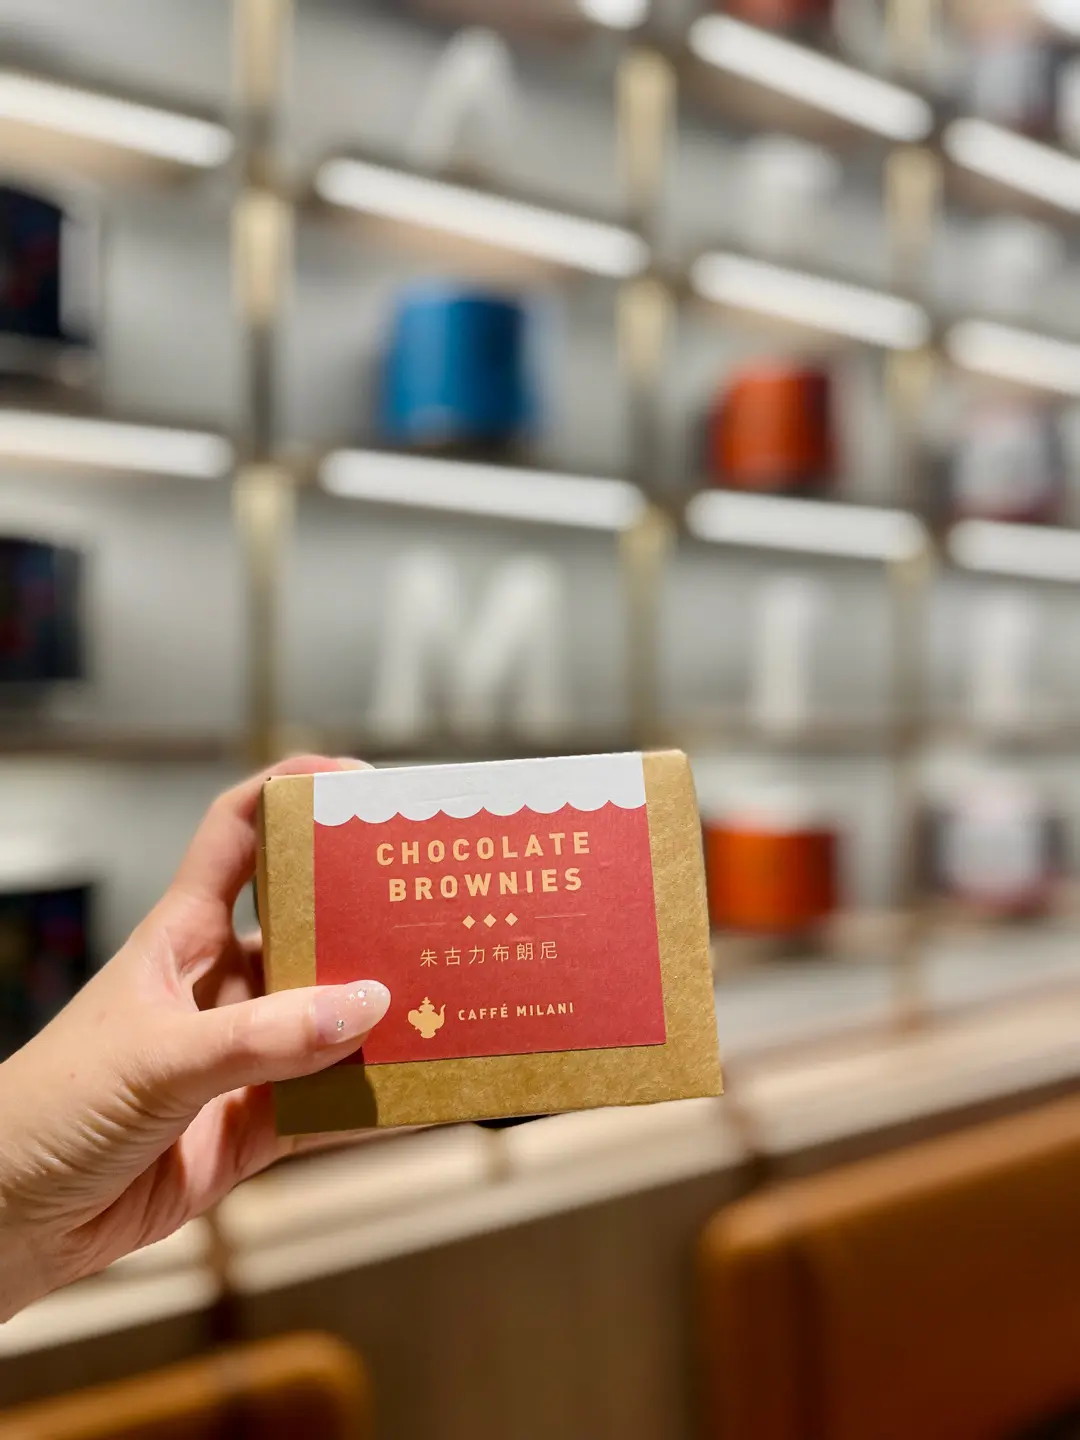 CHOCOLATE
BROWNIES
朱古力布朗尼
CAFFÉ MILANI